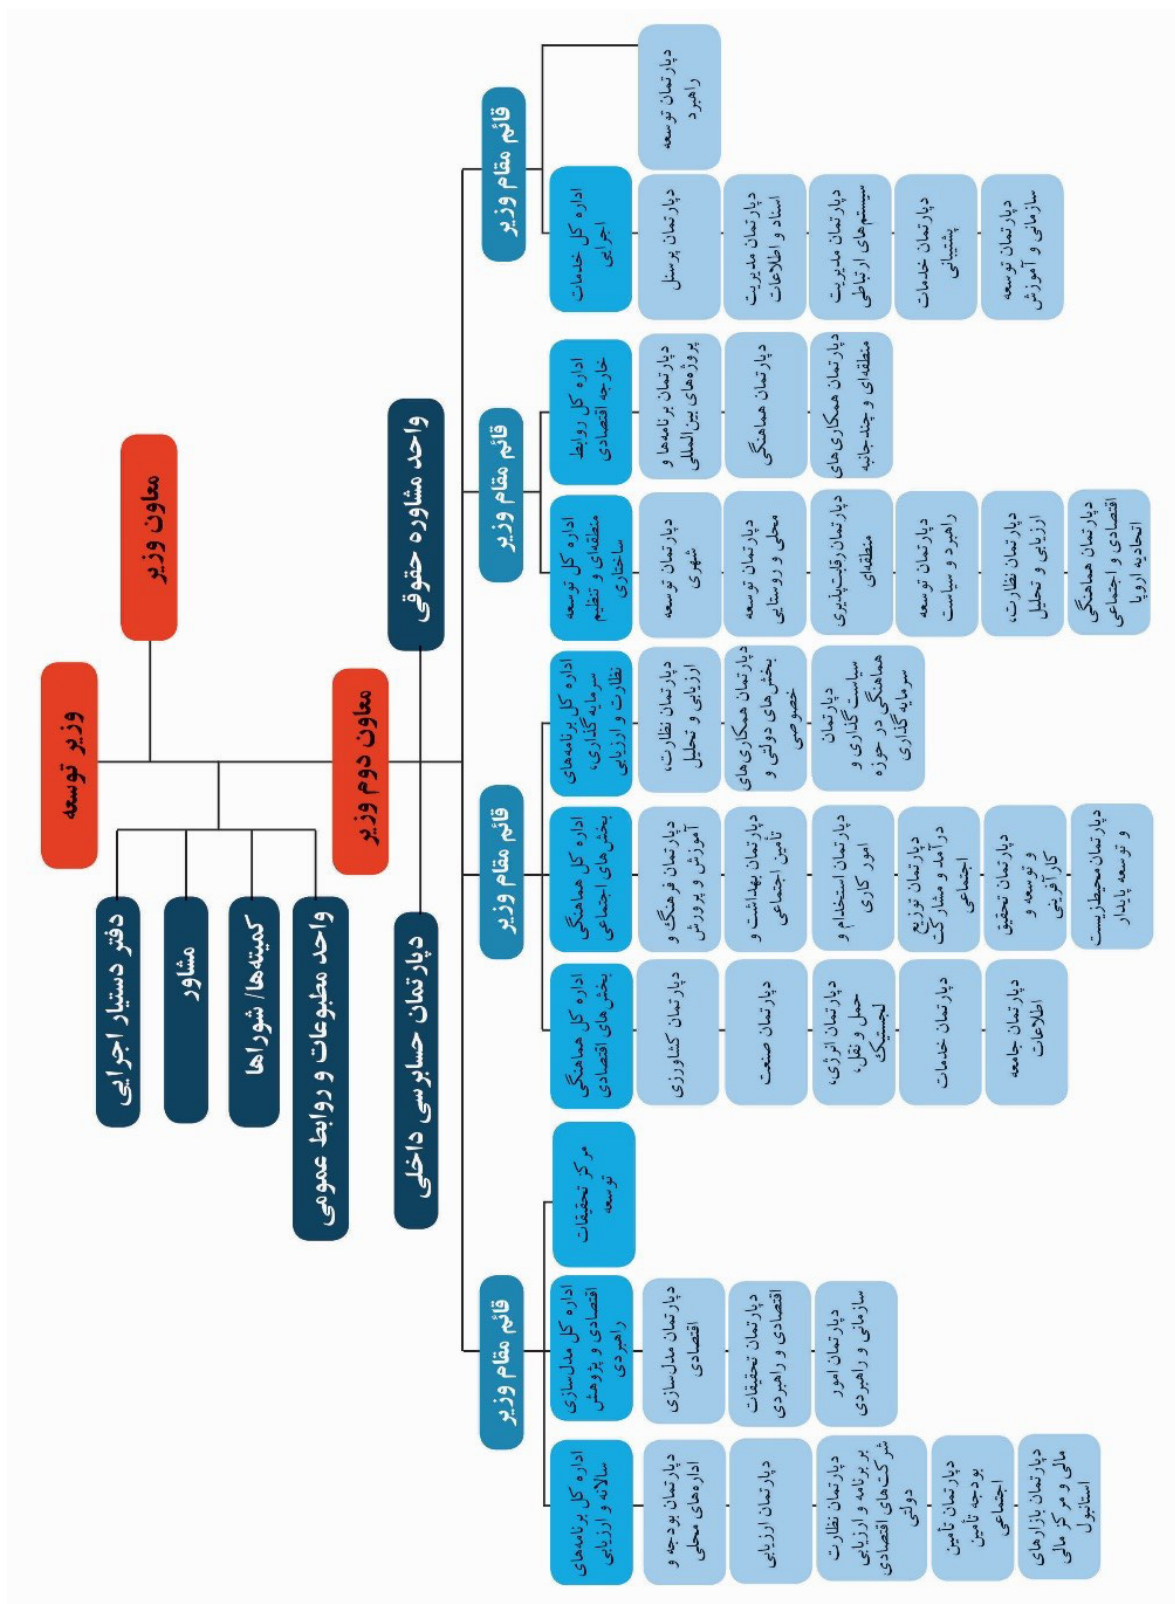 وزیر توسعه
معاون وزیر
دفتر دستیار اجرایی
مشاور
کمیته‌ها/ شوراها
واحد مطبوعات و روابط عمومی
معاون دوم وزیر
واحد مشاوره حقوقی
دپارتمان حسابرسی داخلی
قائم مقام وزیر
دپارتمان توسعه
راهبرد
اداره کل خدمات
اجرایی
دپارتمان پرسنل
دپارتمان مدیریت
اسناد و اطلاعات
دپارتمان مدیریت
سیستم‌های ارتباطی
دپارتمان خدمات
پشتیبانی
دپارتمان توسعه
سازمانی و آموزش
قائم مقام وزیر
اداره کل روابط
خارجه اقتصادی
دپارتمان برنامه‌ها و
پروژه‌های بین‌المللی
دپارتمان هماهنگی
دپارتمان همکاری‌های
منطقه‌ای و چندجانبه
اداره کل توسعه
منطقه‌ای و تنظیم
ساختاری
دپارتمان توسعه
شهری
دپارتمان توسعه
محلی و روستایی
دپارتمان رقابت‌پذیری
منطقه‌ای
دپارتمان توسعه
راهبرد و سیاست
دپارتمان نظارت،
ارزیابی و تحلیل
دپارتمان هماهنگی
اقتصادی و اجتماعی
اتحادیه اروپا
قائم مقام وزیر
اداره کل برنامه‌های
سرمایه گذاری،
نظارت و ارزیابی
دپارتمان نظارت،
ارزیابی و تحلیل
دپارتمان همکاری‌های
بخش‌های دولتی و
خصوصی
دپارتمان
سیاست گذاری و
هماهنگی در حوزه
سرمایه گذاری
اداره کل هماهنگی
بخش‌های اجتماعی
دپارتمان فرهنگ و
آموزش و پرورش
دپارتمان بهداشت و
تأمین اجتماعی
دپارتمان استخدام و
امور کاری
دپارتمان توزیع
درآمد و مشارکت
اجتماعی
دپارتمان تحقیق
و توسعه و
کارآفرینی
دپارتمان محیط‌زیست
و توسعه پایدار
اداره کل هماهنگی
بخش‌های اقتصادی
دپارتمان کشاورزی
دپارتمان صنعت
دپارتمان انرژی،
حمل و نقل،
لجستیک
دپارتمان خدمات
دپارتمان جامعه
اطلاعات
قائم مقام وزیر
مرکز تحقیقات
توسعه
اداره کل مدل‌سازی
اقتصادی و پژوهش
راهبردی
دپارتمان مدل‌سازی
اقتصادی
دپارتمان تحقیقات
اقتصادی و راهبردی
دپارتمان امور
سازمانی و راهبردی
اداره کل برنامه‌های
سالانه و ارزیابی
دپارتمان بودجه و
اداره‌های محلی
دپارتمان ارزیابی
دپارتمان نظارت
بر برنامه و ارزیابی
شرکت‌های اقتصادی
دولتی
دپارتمان تأمین
بودجه تأمین
اجتماعی
دپارتمان بازارهای
مالی و مرکز مالی
استانبول